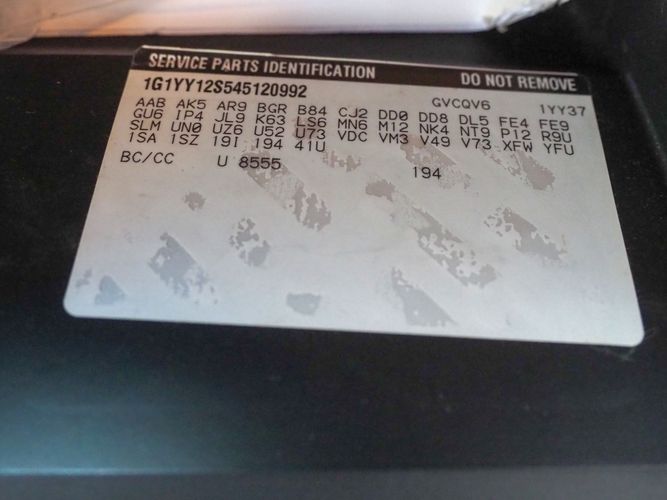 SERVICE PARTS IDENTIFICATION DO NOT REMOVE
1G1YY12S545120992
GVCQV6 1YY37
AAB AK5 AR9 BGR B84 CJ2 DD0 DD8 DL5 FE4 FE9
GU6 IP4 JL9 K63 LS6 MN6 M12 NK4 NT9 P12 R9U
SLM UN0 UZ6 U52 U73 VDC VM3 V49 V73 XFW YFU
1SA 1SZ 19I 194 41U
BC/CC U 8555 194